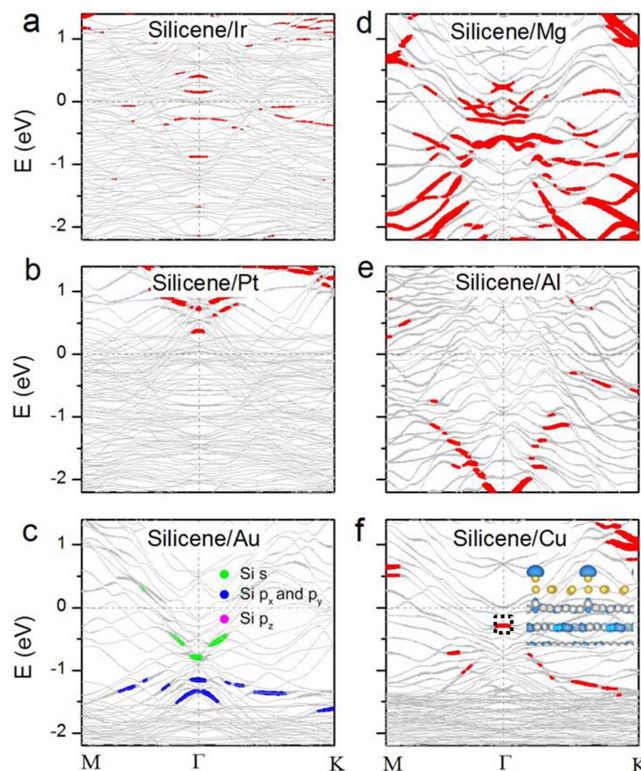 a
Silicene/Ir
E (eV)
1
0
-1
-2
d
Silicene/Mg
b
Silicene/Pt
E (eV)
1
0
-1
-2
e
Silicene/Al
c
Silicene/Au
Si s
Si px and py
Si pz
E (eV)
1
0
-1
-2
M
Γ
K
f
Silicene/Cu
M
Γ
K